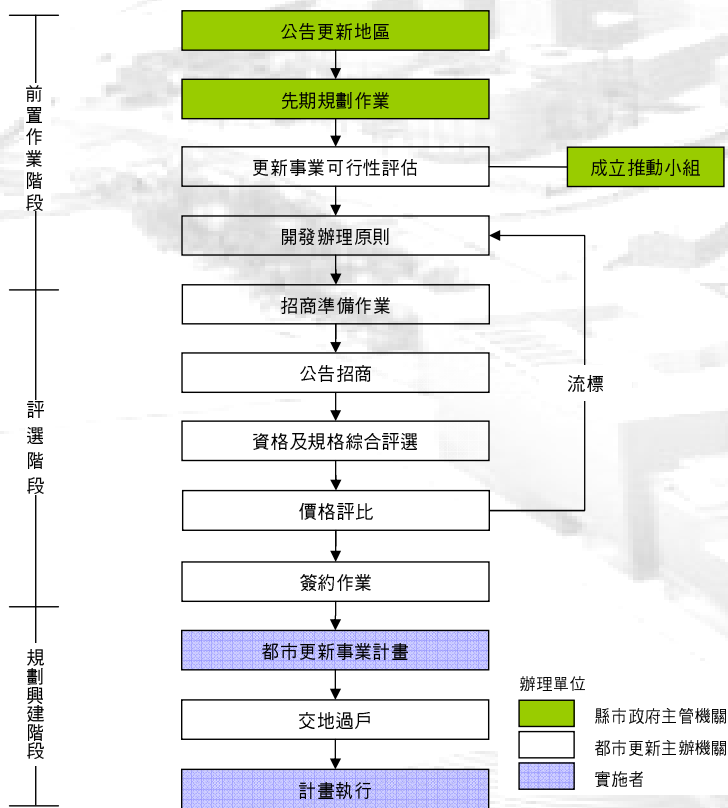 公告更新地區
先期規劃作業
更新事業可行性評估
成立推動小組
開發辦理原則
招商準備作業
公告招商
流標
資格及規格綜合評選
價格評比
簽約作業
都市更新事業計畫
交地過戶
計畫執行
前置作業階段
評選階段
規劃興建階段
辦理單位
縣市政府主管機關
都市更新主辦機關
實施者